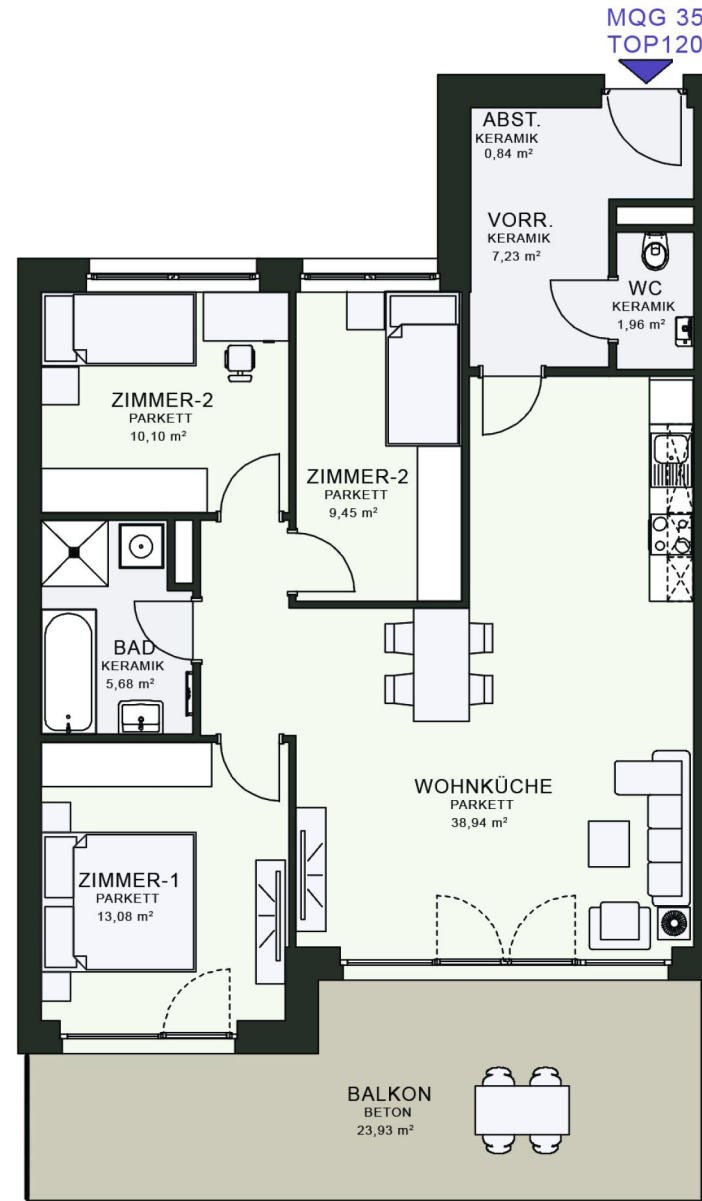 MQG 35
TOP120
ABST.
KERAMIK
0,84 m²
VORR.
KERAMIK
7,23 m²
WC
KERAMIK
1,96 m²
ZIMMER-2
PARKETT
10,10 m²
ZIMMER-2
PARKETT
9,45 m²
BAD
KERAMIK
5,68 m²
WOHNKÜCHE
PARKETT
38,94 m²
ZIMMER-1
PARKETT
13,08 m²
BALKON
BETON
23,93 m²